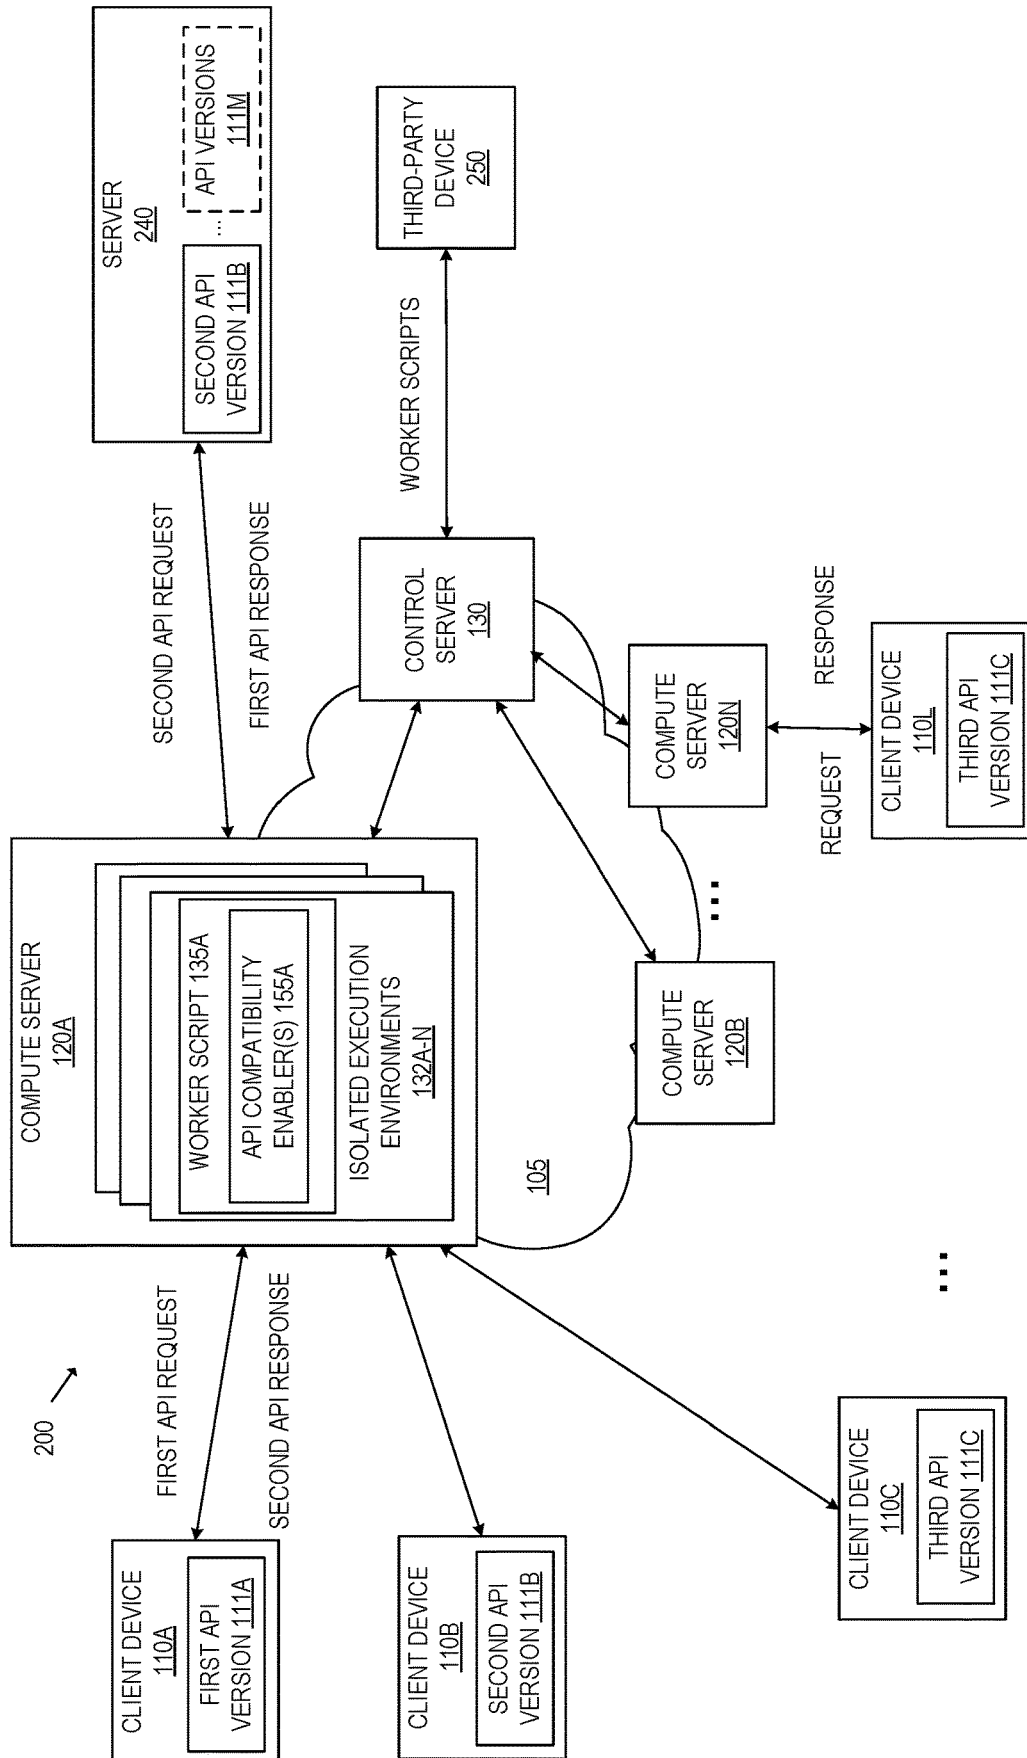 200
CLIENT DEVICE
110A
FIRST API
VERSION 111A
FIRST API REQUEST
SECOND API RESPONSE
CLIENT DEVICE
110B
SECOND API
VERSION 111B
CLIENT DEVICE
110C
THIRD API
VERSION 111C
...
COMPUTE SERVER
120A
WORKER SCRIPT 135A
API COMPATIBILITY
ENABLER(S) 155A
ISOLATED EXECUTION
ENVIRONMENTS
132A-N
105
COMPUTE
SERVER
120B
...
COMPUTE
SERVER
120N
REQUEST
RESPONSE
CLIENT DEVICE
110L
THIRD API
VERSION 111C
SECOND API REQUEST
FIRST API RESPONSE
CONTROL
SERVER
130
WORKER SCRIPTS
THIRD-PARTY
DEVICE
250
SERVER
240
SECOND API
VERSION 111B
...
API VERSIONS
111M